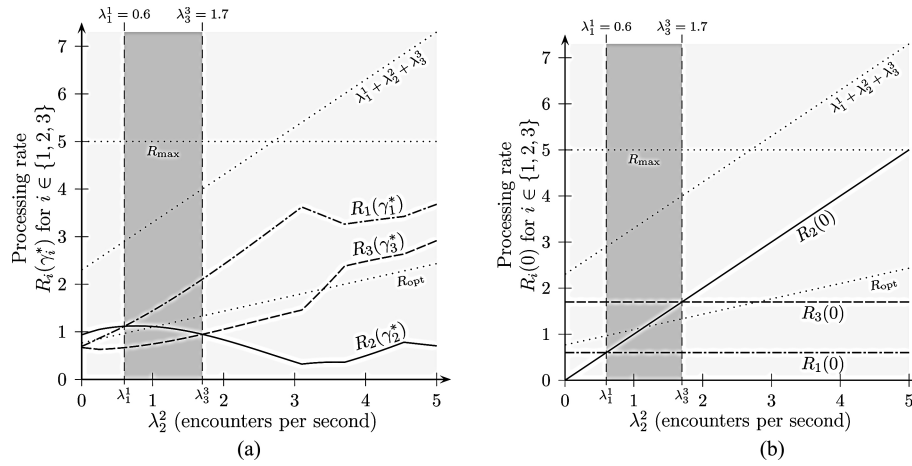 λ₁¹ = 0.6 λ₃³ = 1.7
7
6
5
4
3
2
1
0
Processing rate
Rᵢ(γᵢ*) for i ∈ {1, 2, 3}
λ₁¹ + λ₂² + λ₃³
R_max
R₁(γ₁*)
R₃(γ₃*)
R_opt
R₂(γ₂*)
0 λ₁¹ 1 λ₃³ 2 3 4 5
λ₂² (encounters per second)
(a)
λ₁¹ = 0.6 λ₃³ = 1.7
7
6
5
4
3
2
1
0
Processing rate
Rᵢ(0) for i ∈ {1, 2, 3}
λ₁¹ + λ₂² + λ₃³
R_max
R₂(0)
R_opt
R₃(0)
R₁(0)
0 λ₁¹ 1 λ₃³ 2 3 4 5
λ₂² (encounters per second)
(b)